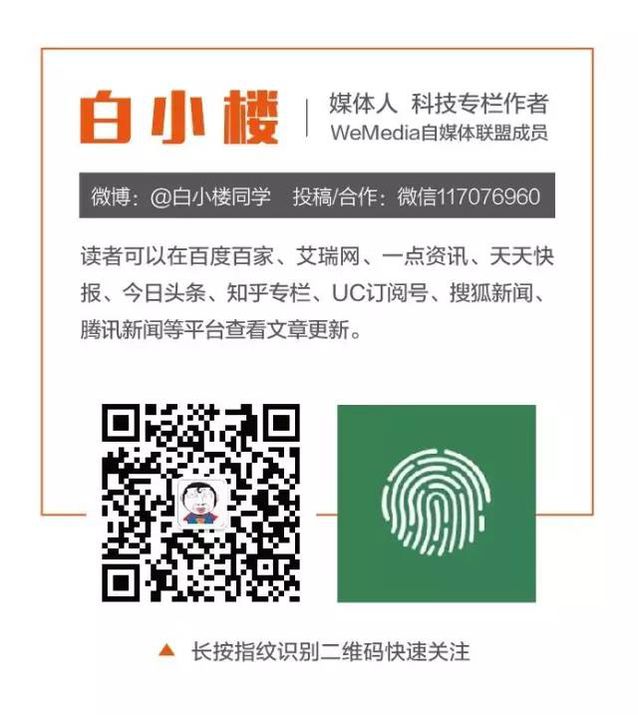 白小楼
媒体人 科技专栏作者
WeMedia自媒体联盟成员
微博：@白小楼同学 投稿/合作：微信117076960
读者可以在百度百家、艾瑞网、一点资讯、天天快
报、今日头条、知乎专栏、UC订阅号、搜狐新闻、
腾讯新闻等平台查看文章更新。
长按指纹识别二维码快速关注